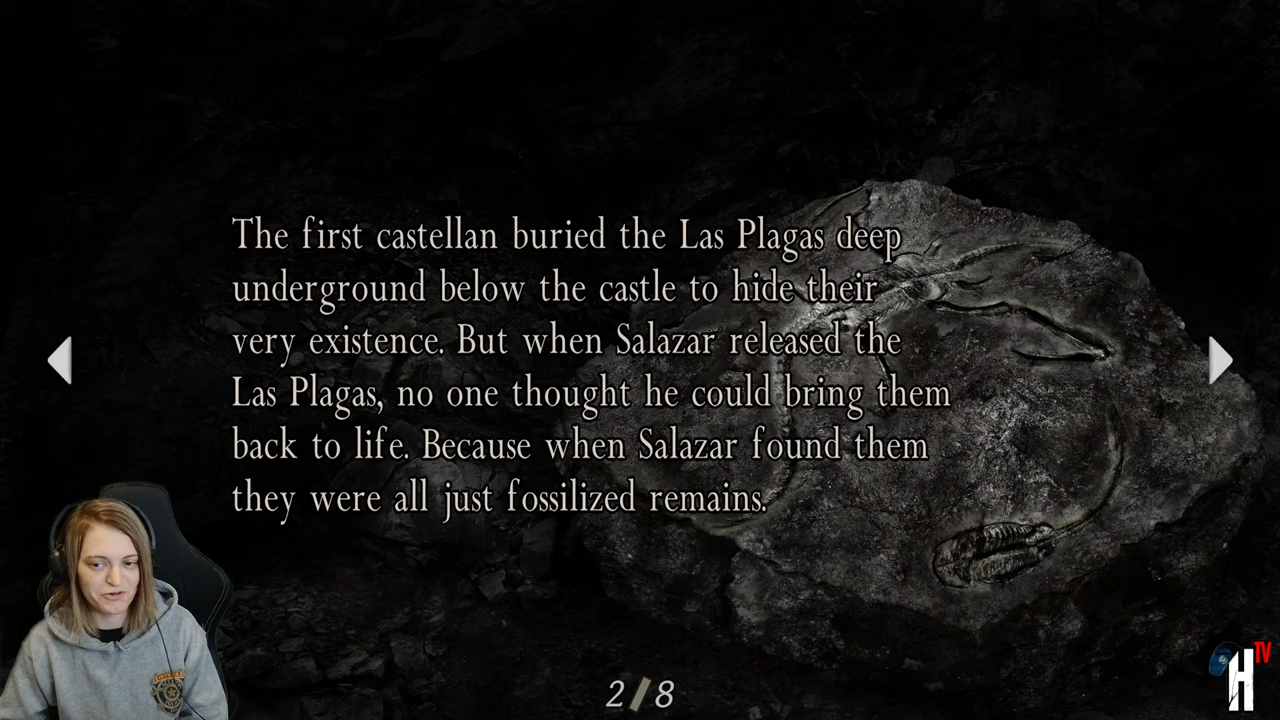 The first castellan buried the Las Plagas deep
underground below the castle to hide their
very existence. But when Salazar released the
Las Plagas, no one thought he could bring them
back to life. Because when Salazar found them
they were all just fossilized remains.
2/8
H TV